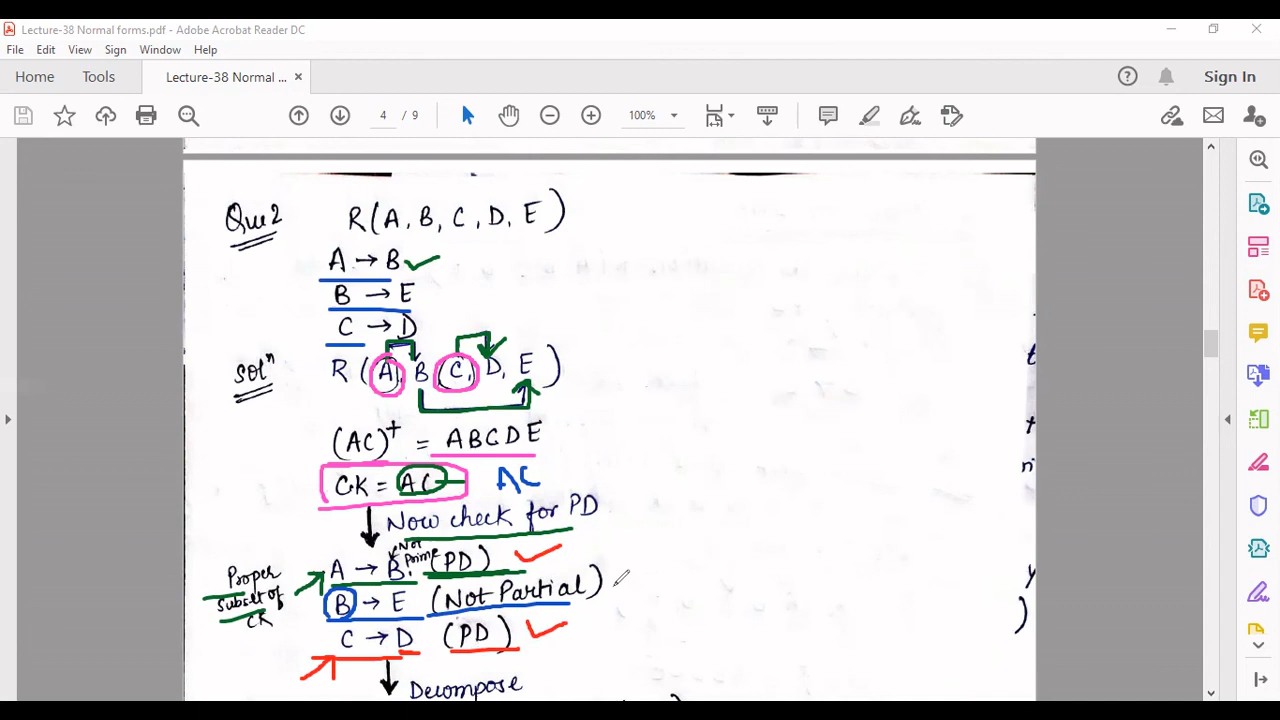 Lecture-38 Normal forms.pdf - Adobe Acrobat Reader DC
File Edit View Sign Window Help
Home Tools Lecture-38 Normal ... × Sign In
4 / 9 100%
Que2 R(A, B, C, D, E)
A → B
B → E
C → D
Solⁿ R(A, B, C, D, E)
(AC)⁺ = ABCDE
CK = AC AC
Now check for PD
Not Prime
A → B (PD)
Proper Subset of CK
B → E (Not Partial)
C → D (PD)
Decompose